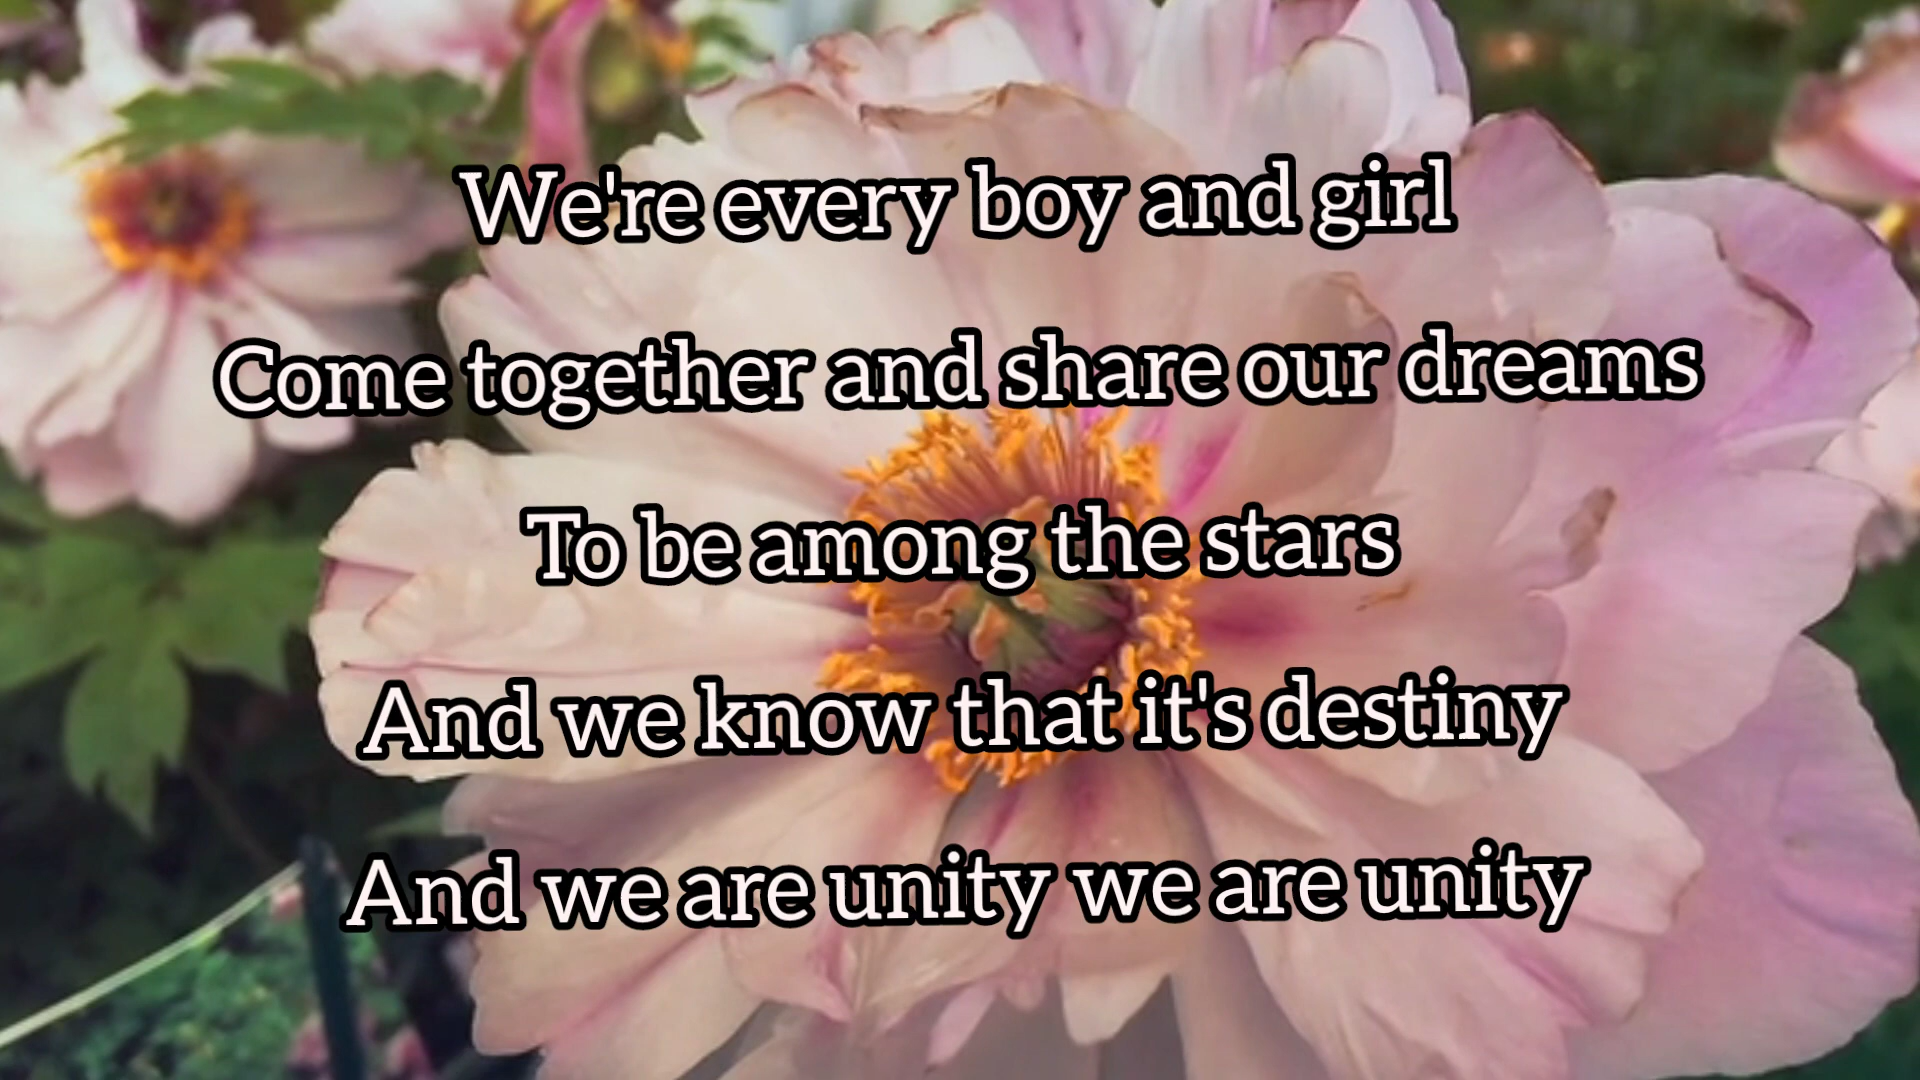 We're every boy and girl
Come together and share our dreams
To be among the stars
And we know that it's destiny
And we are unity we are unity